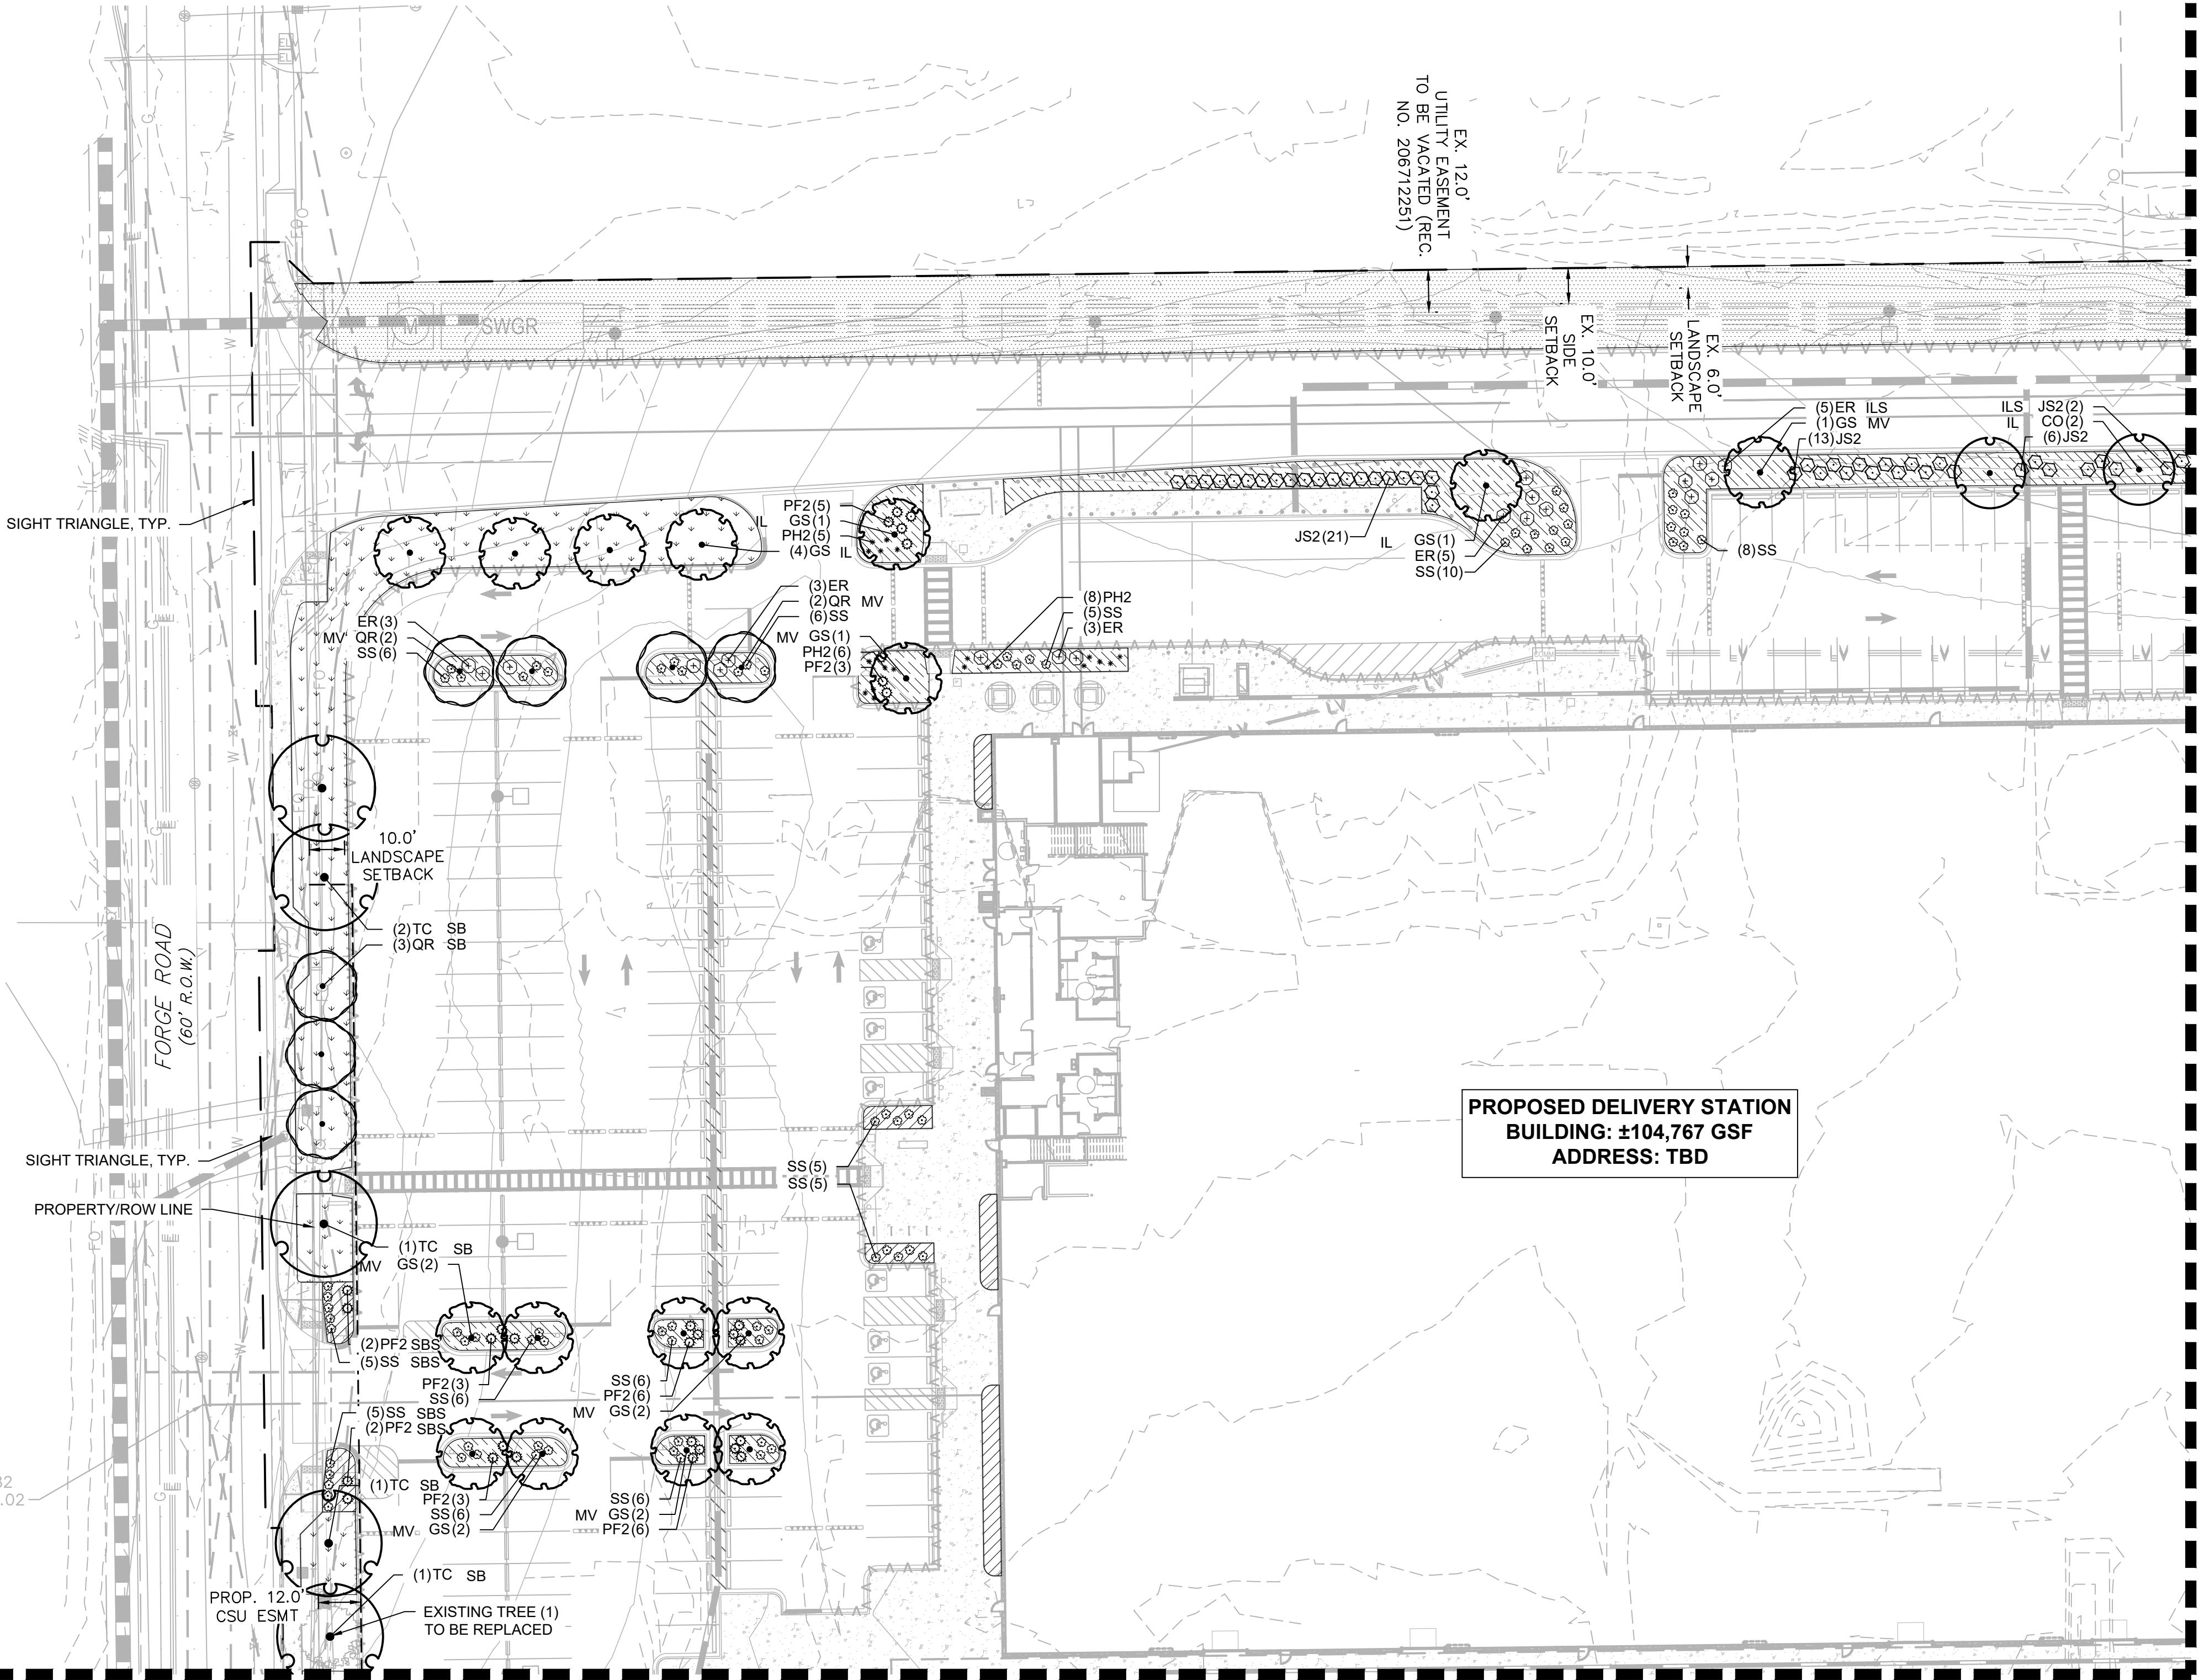 EX. 12.0'
UTILITY EASEMENT
TO BE VACATED (REC.
NO. 206712251)
EX. 10.0'
SIDE
SETBACK
EX. 6.0'
LANDSCAPE
SETBACK
SWGR
M
SIGHT TRIANGLE, TYP.
(5)ER ILS
(1)GS MV
(13)JS2
ILS JS2(2)
IL CO(2)
(6)JS2
PF2(5)
GS(1)
PH2(5)
(4)GS IL
IL
JS2(21)
IL GS(1)
ER(5)
SS(10)
(8)SS
(3)ER
(2)QR MV
(6)SS
ER(3)
MV QR(2)
SS(6)
MV GS(1)
PH2(6)
PF2(3)
(8)PH2
(5)SS
(3)ER
10.0'
LANDSCAPE
SETBACK
(2)TC SB
(3)QR SB
FORGE ROAD
(60' R.O.W.)
SIGHT TRIANGLE, TYP.
PROPERTY/ROW LINE
SS(5)
SS(5)
PROPOSED DELIVERY STATION
BUILDING: ±104,767 GSF
ADDRESS: TBD
(1)TC SB
MV GS(2)
(2)PF2 SBS
(5)SS SBS
PF2(3)
SS(6)
SS(6)
PF2(6)
MV GS(2)
(5)SS SBS
(2)PF2 SBS
(1)TC SB
PF2(3)
SS(6)
MV GS(2)
SS(6)
MV GS(2)
PF2(6)
(1)TC SB
PROP. 12.0'
CSU ESMT
EXISTING TREE (1)
TO BE REPLACED